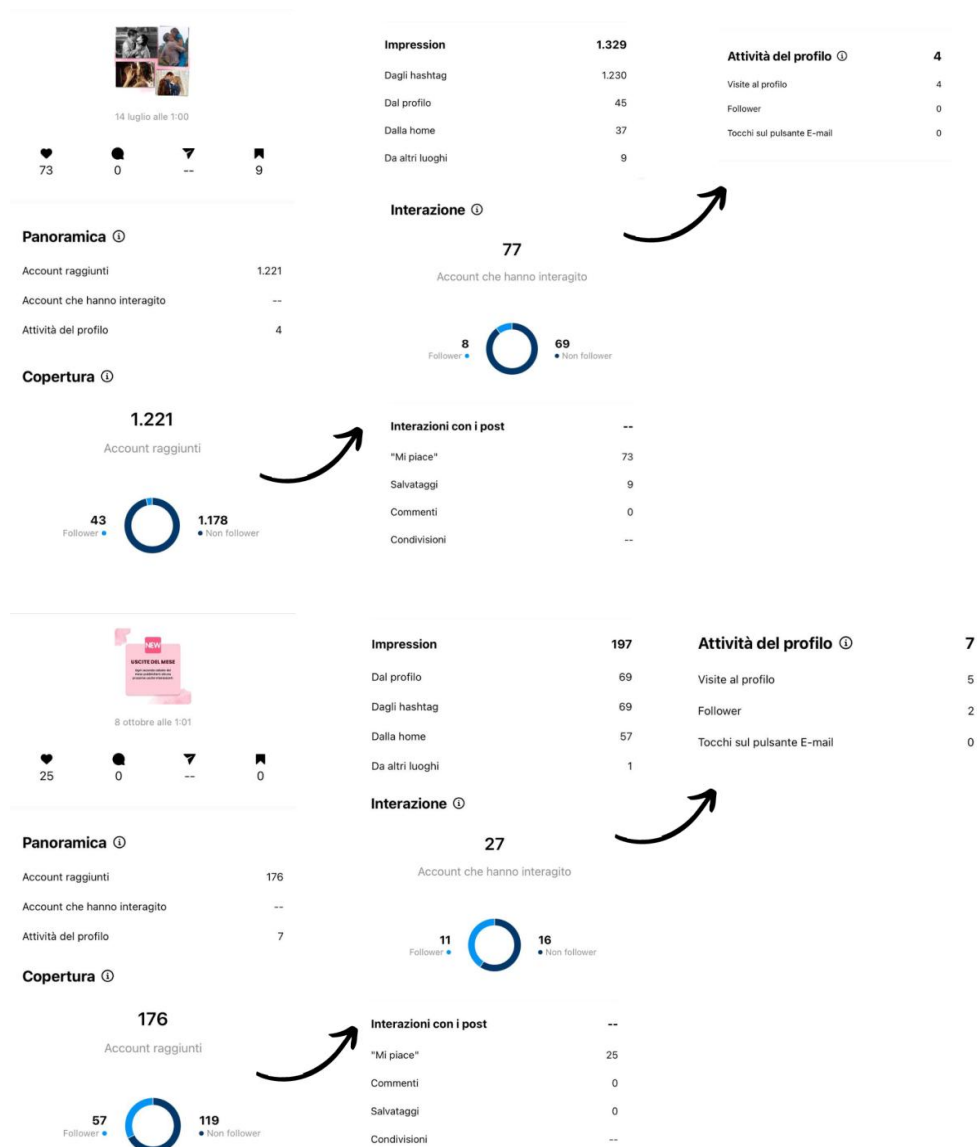 14 luglio alle 1:00
73 0 -- 9
Panoramica
Account raggiunti 1.221
Account che hanno interagito --
Attività del profilo 4
Copertura
1.221
Account raggiunti
43 1.178
Follower Non follower
Impression 1.329
Dagli hashtag 1.230
Dal profilo 45
Dalla home 37
Da altri luoghi 9
Interazione
77
Account che hanno interagito
8 69
Follower Non follower
Interazioni con i post --
"Mi piace" 73
Salvataggi 9
Commenti 0
Condivisioni --
Attività del profilo 4
Visite al profilo 4
Follower 0
Tocchi sul pulsante E-mail 0
NEW
USCITE DEL MESE
8 ottobre alle 1:01
25 0 -- 0
Panoramica
Account raggiunti 176
Account che hanno interagito --
Attività del profilo 7
Copertura
176
Account raggiunti
57 119
Follower Non follower
Impression 197
Dal profilo 69
Dagli hashtag 69
Dalla home 57
Da altri luoghi 1
Interazione
27
Account che hanno interagito
11 16
Follower Non follower
Interazioni con i post --
"Mi piace" 25
Commenti 0
Salvataggi 0
Condivisioni --
Attività del profilo 7
Visite al profilo 5
Follower 2
Tocchi sul pulsante E-mail 0